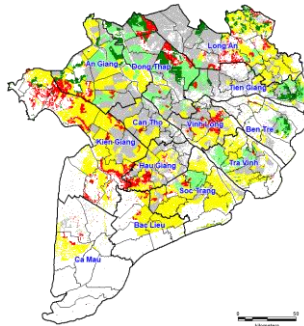 Long An
An Giang
Dong Thap
Tien Giang
Can Tho
Vinh Long
Ben Tre
Kien Giang
Hau Giang
Tra Vinh
Soc Trang
Bac Lieu
Ca Mau